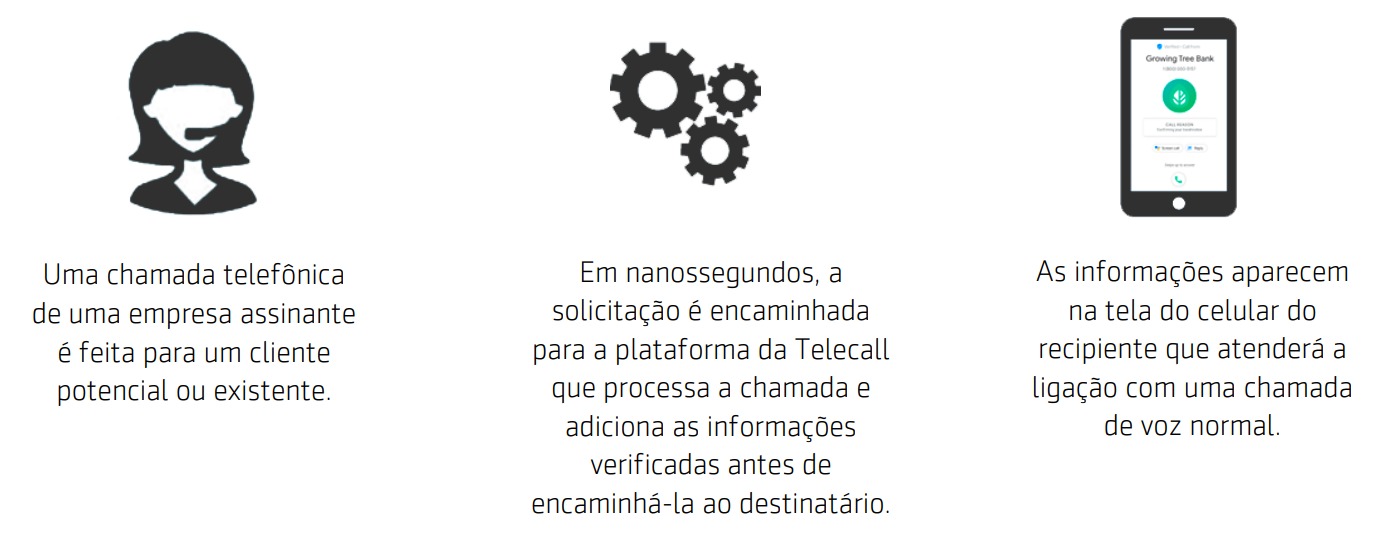 Uma chamada telefônica
de uma empresa assinante
é feita para um cliente
potencial ou existente.
Em nanossegundos, a
solicitação é encaminhada
para a plataforma da Telecall
que processa a chamada e
adiciona as informações
verificadas antes de
encaminhá-la ao destinatário.
Growing Tree Bank
CALL REASON
As informações aparecem
na tela do celular do
recipiente que atenderá a
ligação com uma chamada
de voz normal.